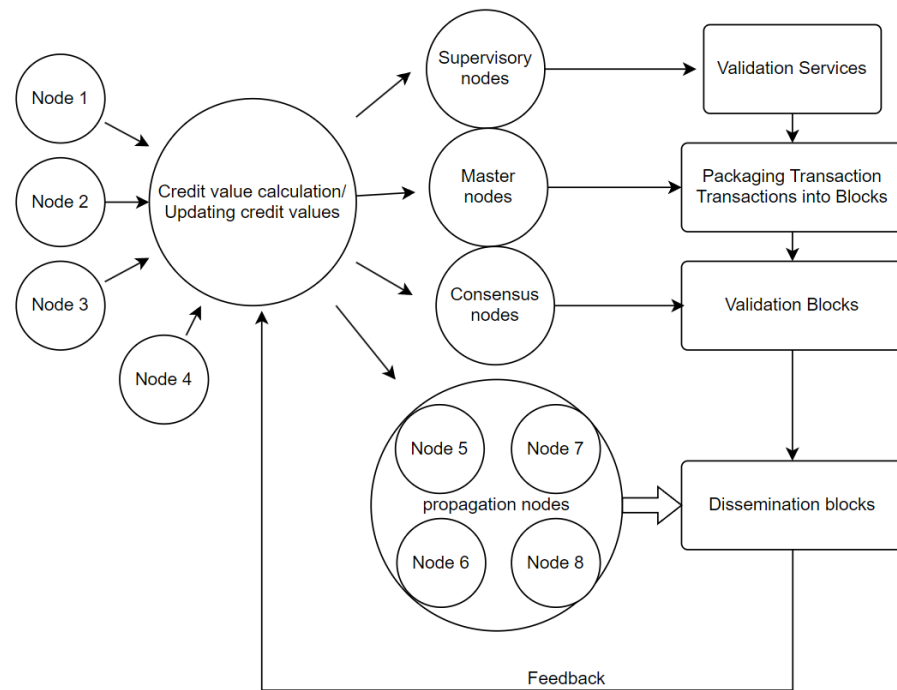 Node 1
Node 2
Node 3
Node 4
Credit value calculation/
Updating credit values
Supervisory
nodes
Master
nodes
Consensus
nodes
Node 5
Node 7
propagation nodes
Node 6
Node 8
Validation Services
Packaging Transaction
Transactions into Blocks
Validation Blocks
Dissemination blocks
Feedback